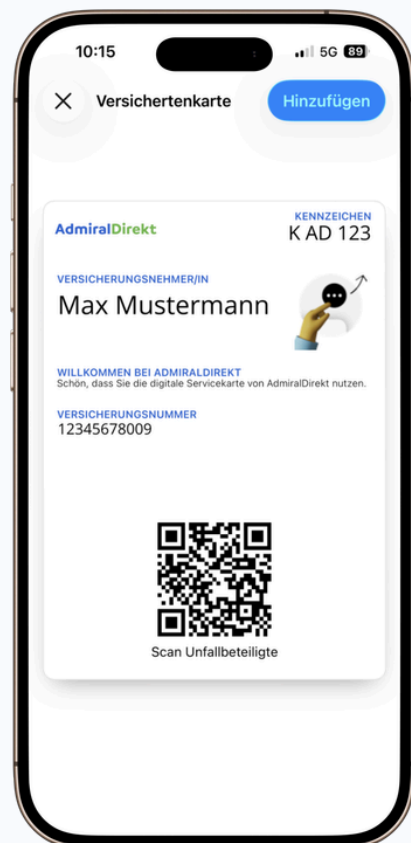 10:15
5G 89
Versichertenkarte
Hinzufügen
AdmiralDirekt
KENNZEICHEN
K AD 123
VERSICHERUNGSNEHMER/IN
Max Mustermann
WILLKOMMEN BEI ADMIRALDIREKT
Schön, dass Sie die digitale Servicekarte von AdmiralDirekt nutzen.
VERSICHERUNGSNUMMER
12345678009
Scan Unfallbeteiligte